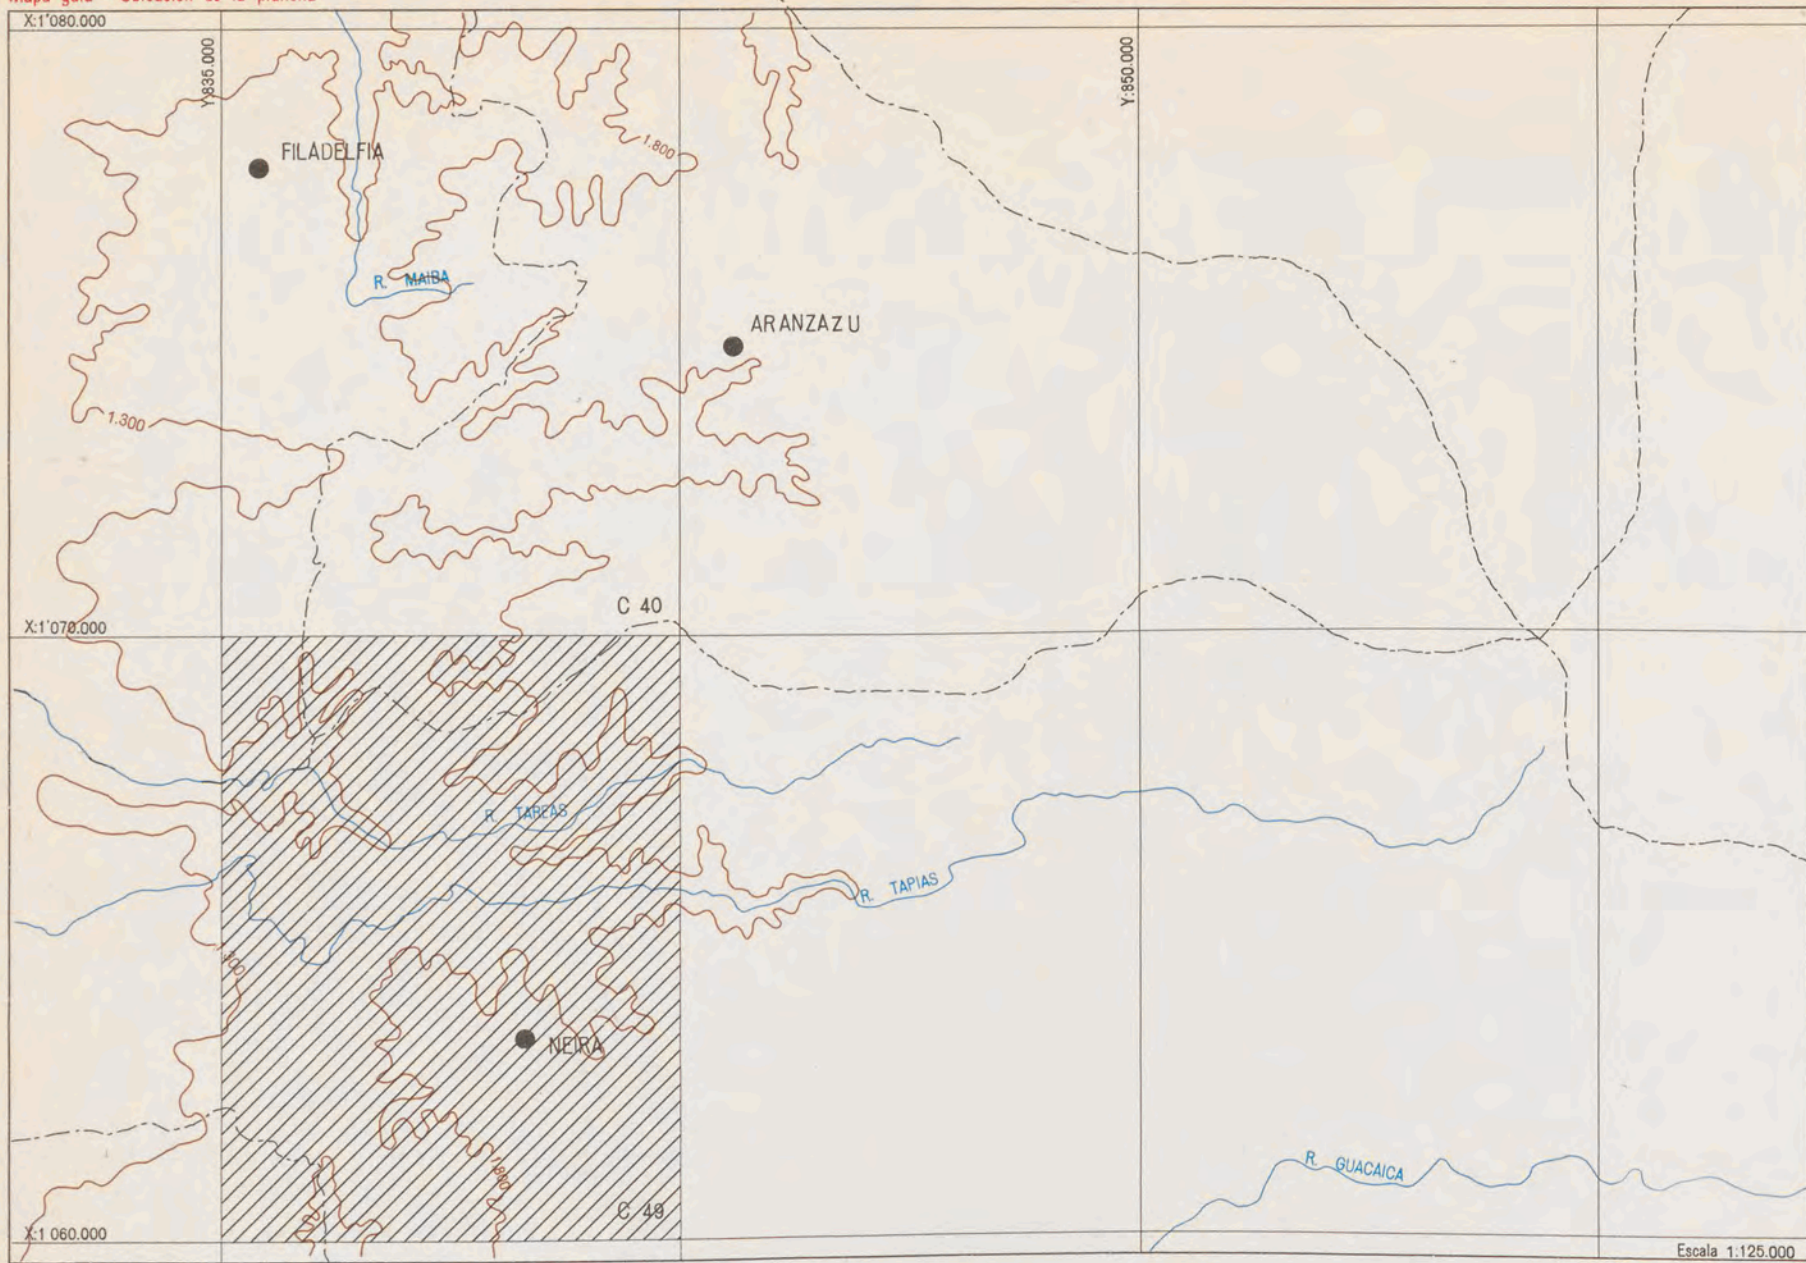 X:1'080.000
Y:835.000
Y:850.000
FILADELFIA
1.800
R. MAIBA
ARANZAZU
1.300
C 40
X:1'070.000
R. TAREAS
R. TAPIAS
NEIRA
1.800
R. GUACAICA
C 49
X:1 060.000
Escala 1:125.000